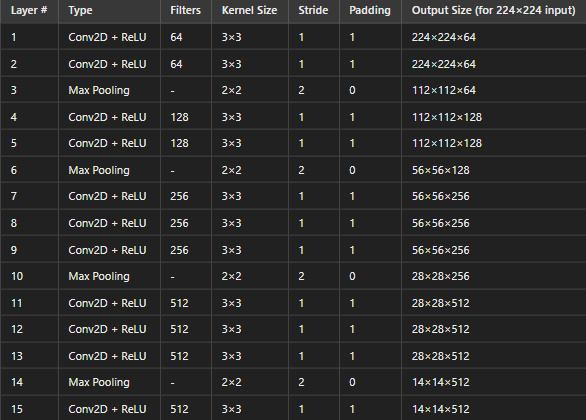 Layer # Type Filters Kernel Size Stride Padding Output Size (for 224×224 input)
1 Conv2D + ReLU 64 3×3 1 1 224×224×64
2 Conv2D + ReLU 64 3×3 1 1 224×224×64
3 Max Pooling - 2×2 2 0 112×112×64
4 Conv2D + ReLU 128 3×3 1 1 112×112×128
5 Conv2D + ReLU 128 3×3 1 1 112×112×128
6 Max Pooling - 2×2 2 0 56×56×128
7 Conv2D + ReLU 256 3×3 1 1 56×56×256
8 Conv2D + ReLU 256 3×3 1 1 56×56×256
9 Conv2D + ReLU 256 3×3 1 1 56×56×256
10 Max Pooling - 2×2 2 0 28×28×256
11 Conv2D + ReLU 512 3×3 1 1 28×28×512
12 Conv2D + ReLU 512 3×3 1 1 28×28×512
13 Conv2D + ReLU 512 3×3 1 1 28×28×512
14 Max Pooling - 2×2 2 0 14×14×512
15 Conv2D + ReLU 512 3×3 1 1 14×14×512